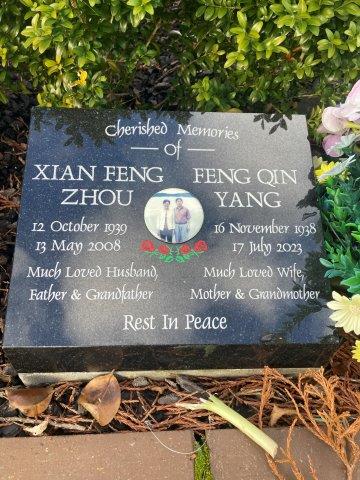 Cherished Memories
of
XIAN FENG ZHOU
12 October 1939
13 May 2008
Much Loved Husband,
Father & Grandfather
FENG QIN YANG
16 November 1938
17 July 2023
Much Loved Wife,
Mother & Grandmother
Rest In Peace